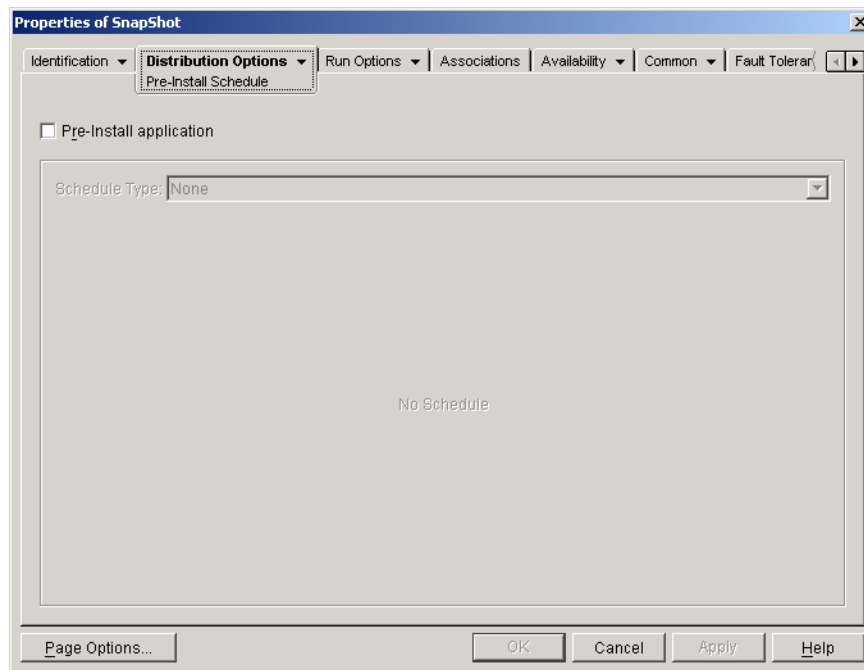 Properties of SnapShot
Identification Distribution Options Run Options Associations Availability Common Fault
Pre-Install Schedule
Pre-Install application
Schedule Type: None
No Schedule
Page Options... OK Cancel Apply Help